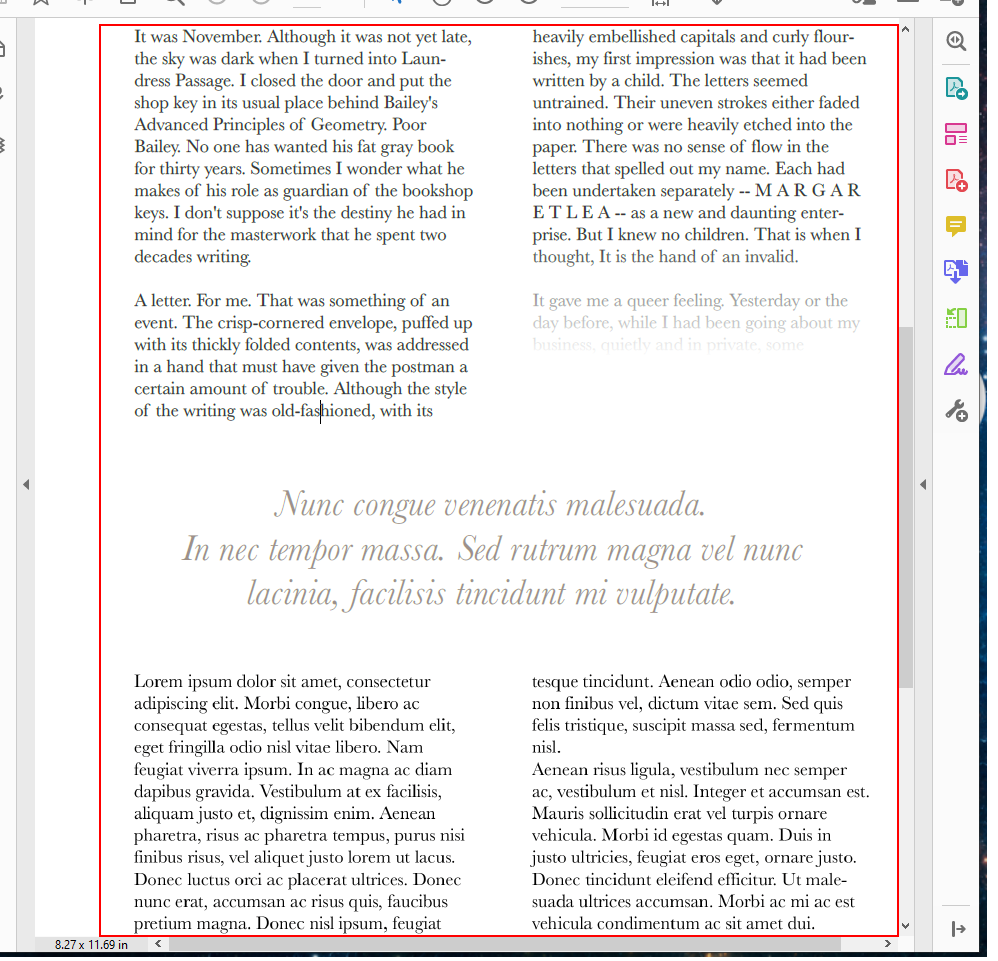 It was November. Although it was not yet late,
the sky was dark when I turned into Laun-
dress Passage. I closed the door and put the
shop key in its usual place behind Bailey's
Advanced Principles of Geometry. Poor
Bailey. No one has wanted his fat gray book
for thirty years. Sometimes I wonder what he
makes of his role as guardian of the bookshop
keys. I don't suppose it's the destiny he had in
mind for the masterwork that he spent two
decades writing.
A letter. For me. That was something of an
event. The crisp-cornered envelope, puffed up
with its thickly folded contents, was addressed
in a hand that must have given the postman a
certain amount of trouble. Although the style
of the writing was old-fashioned, with its
heavily embellished capitals and curly flour-
ishes, my first impression was that it had been
written by a child. The letters seemed
untrained. Their uneven strokes either faded
into nothing or were heavily etched into the
paper. There was no sense of flow in the
letters that spelled out my name. Each had
been undertaken separately -- M A R G A R
E T L E A -- as a new and daunting enter-
prise. But I knew no children. That is when I
thought, It is the hand of an invalid.
It gave me a queer feeling. Yesterday or the
day before, while I had been going about my
business, quietly and in private, some
Nunc congue venenatis malesuada.
In nec tempor massa. Sed rutrum magna vel nunc
lacinia, facilisis tincidunt mi vulputate.
Lorem ipsum dolor sit amet, consectetur
adipiscing elit. Morbi congue, libero ac
consequat egestas, tellus velit bibendum elit,
eget fringilla odio nisl vitae libero. Nam
feugiat viverra ipsum. In ac magna ac diam
dapibus gravida. Vestibulum at ex facilisis,
aliquam justo et, dignissim enim. Aenean
pharetra, risus ac pharetra tempus, purus nisi
finibus risus, vel aliquet justo lorem ut lacus.
Donec luctus orci ac placerat ultrices. Donec
nunc erat, accumsan ac risus quis, faucibus
pretium magna. Donec nisl ipsum, feugiat
tesque tincidunt. Aenean odio odio, semper
non finibus vel, dictum vitae sem. Sed quis
felis tristique, suscipit massa sed, fermentum
nisl.
Aenean risus ligula, vestibulum nec semper
ac, vestibulum et nisl. Integer et accumsan est.
Mauris sollicitudin erat vel turpis ornare
vehicula. Morbi id egestas quam. Duis in
justo ultricies, feugiat eros eget, ornare justo.
Donec tincidunt eleifend efficitur. Ut male-
suada ultrices accumsan. Morbi ac mi ac est
vehicula condimentum ac sit amet dui.
8.27 x 11.69 in